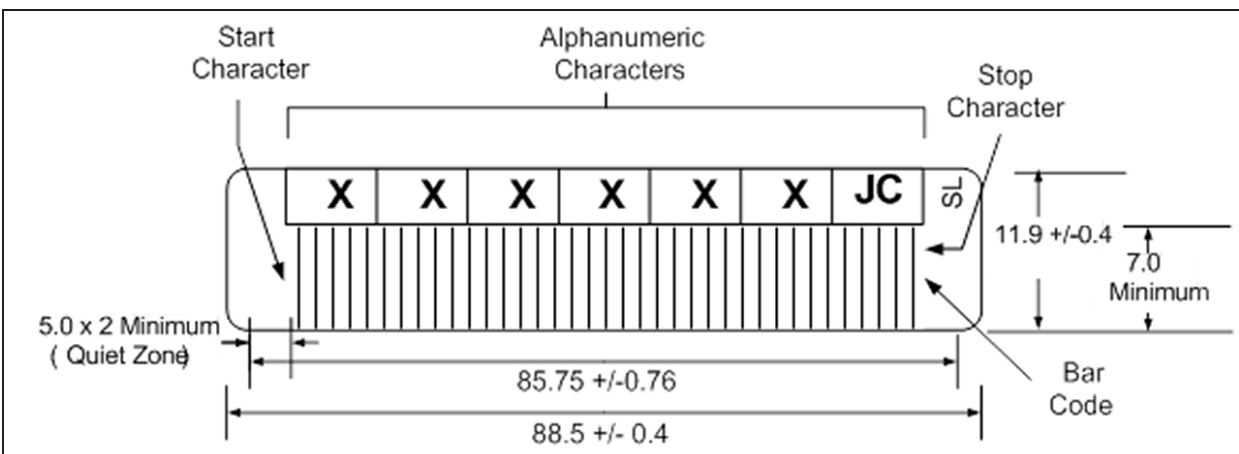 Start
Character
Alphanumeric
Characters
Stop
Character
X X X X X X JC SL
11.9 +/-0.4
7.0
Minimum
5.0 x 2 Minimum
( Quiet Zone)
85.75 +/-0.76
Bar
Code
88.5 +/- 0.4